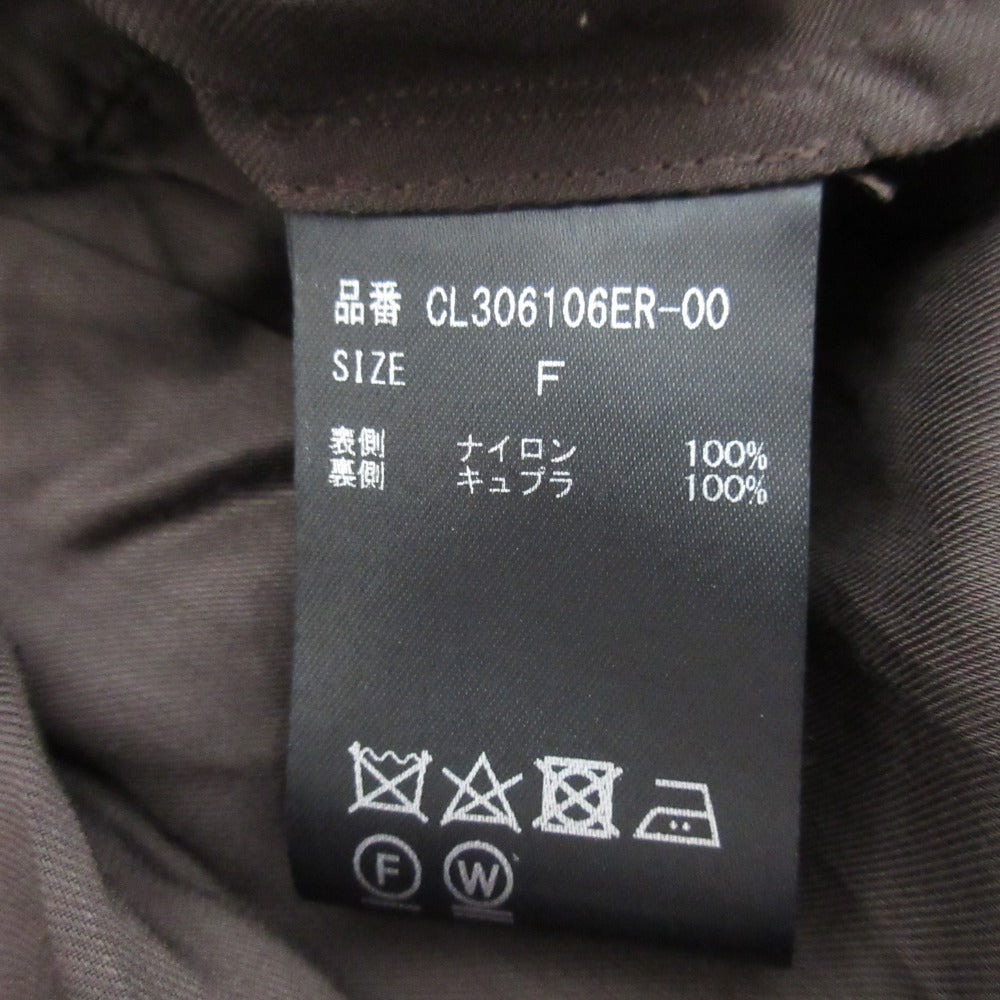 品番 CL306106ER-00
SIZE F
表側 ナイロン 100%
裏側 キュプラ 100%
F W